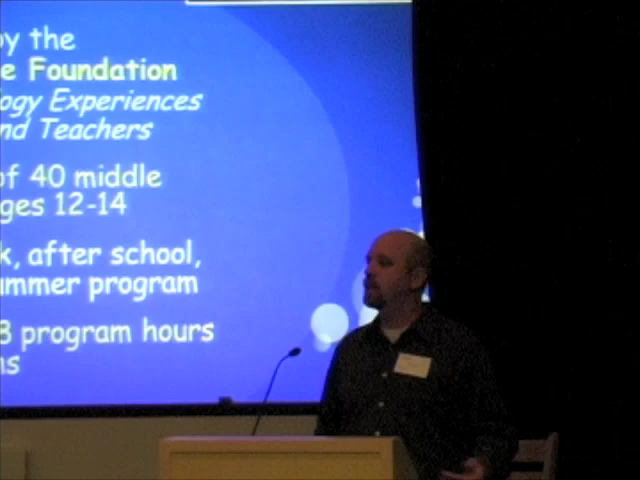 by the
e Foundation
logy Experiences
nd Teachers
of 40 middle
ges 12-14
k, after school,
ummer program
8 program hours
ns